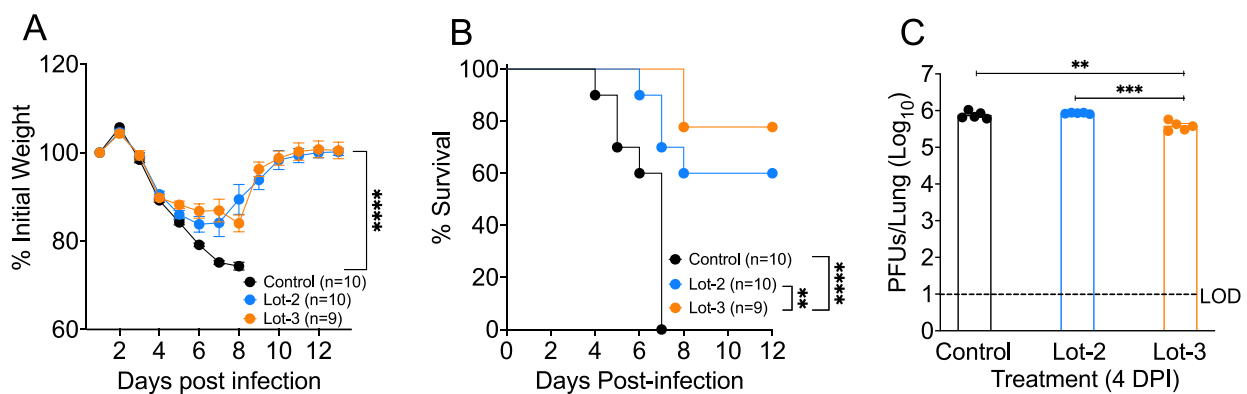 A
% Initial Weight
120
100
80
60
2 4 6 8 10 12
Days post infection
Control (n=10)
Lot-2 (n=10)
Lot-3 (n=9)
****
B
% Survival
100
80
60
40
20
0
0 2 4 6 8 10 12
Days Post-infection
Control (n=10)
Lot-2 (n=10)
Lot-3 (n=9)
**
****
C
PFUs/Lung (Log10)
7
6
5
4
3
2
1
0
**
***
LOD
Control Lot-2 Lot-3
Treatment (4 DPI)